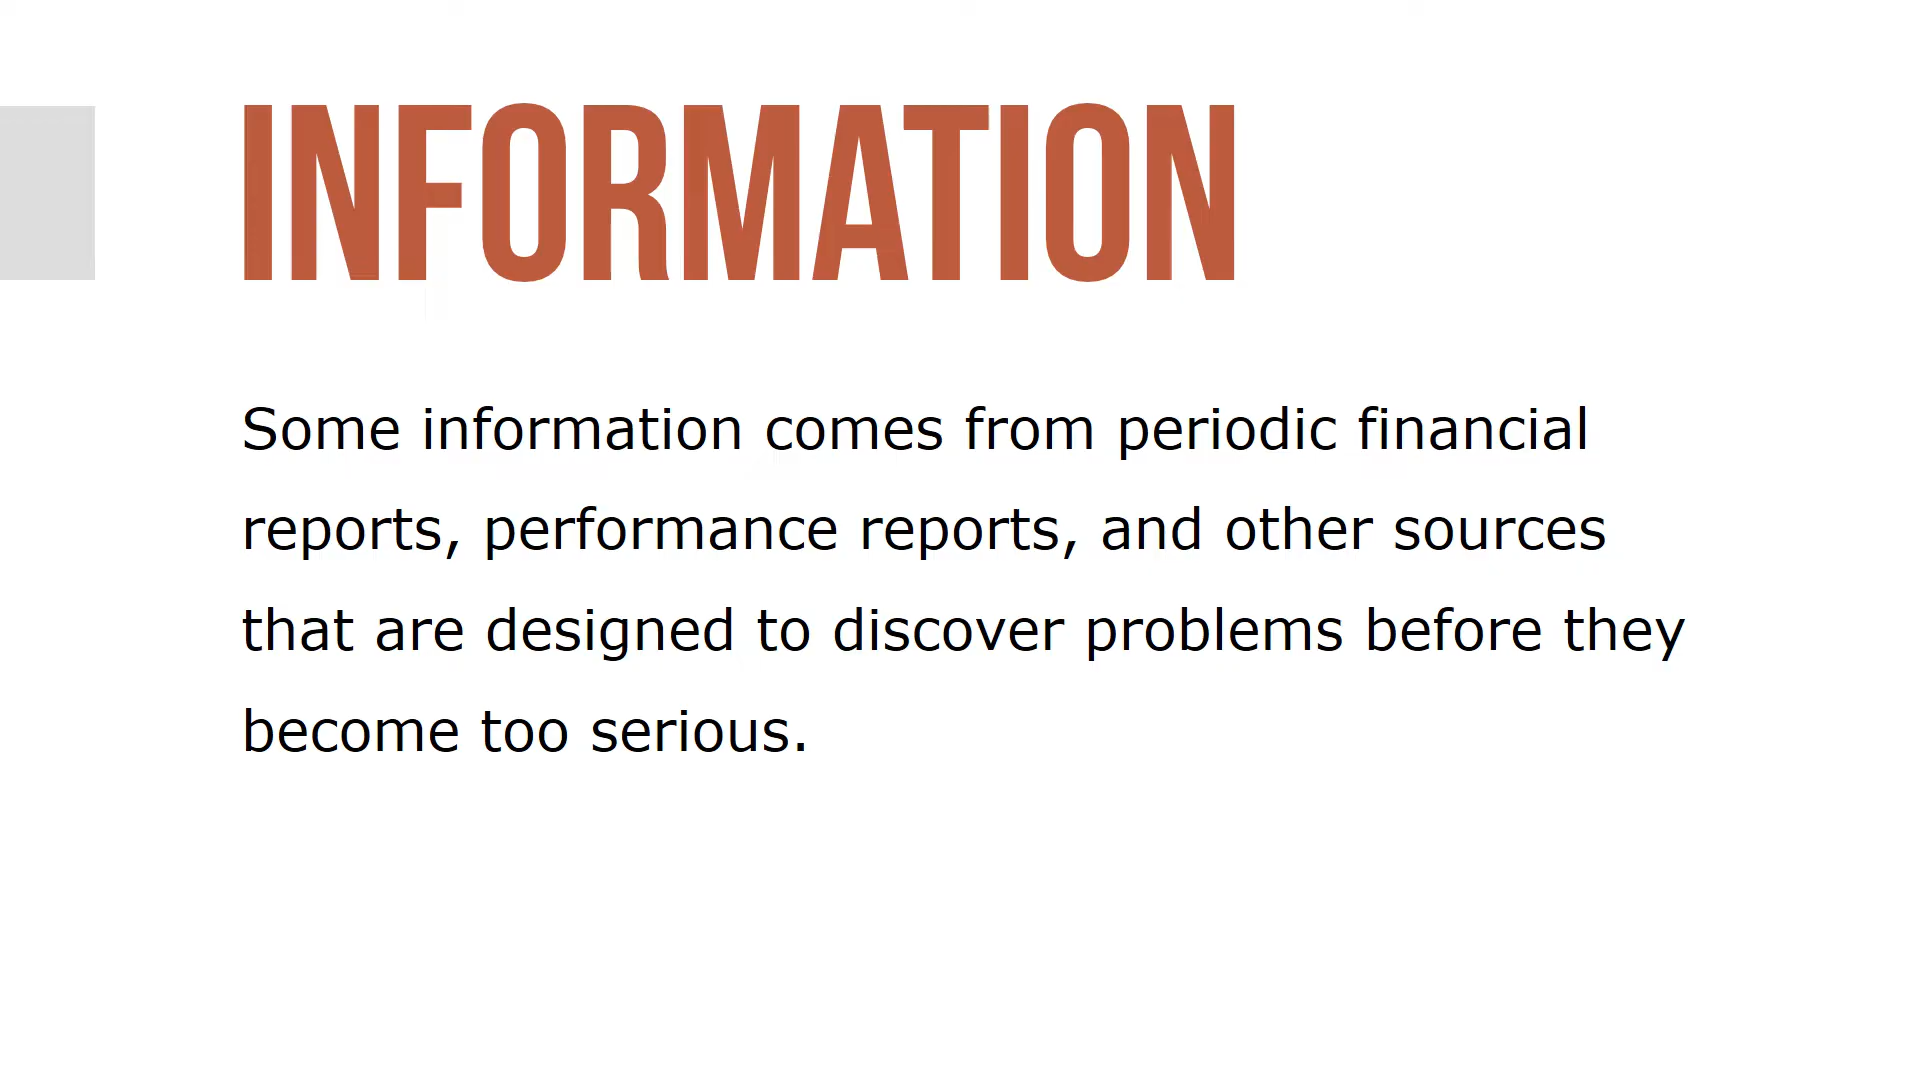 INFORMATION
Some information comes from periodic financial
reports, performance reports, and other sources
that are designed to discover problems before they
become too serious.